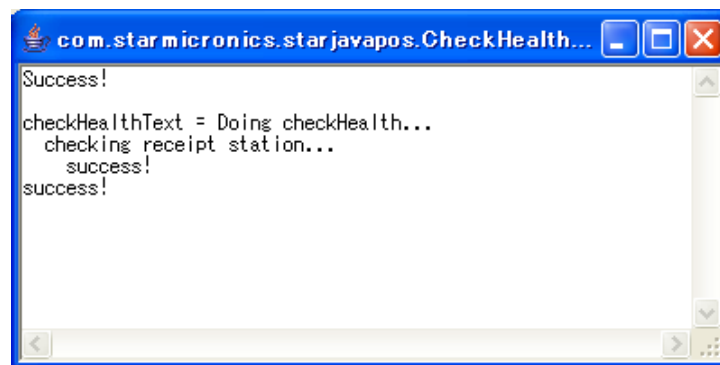 com.starmicronics.starjavapos.CheckHealth...
Success!
checkHealthText = Doing checkHealth...
checking receipt station...
success!
success!